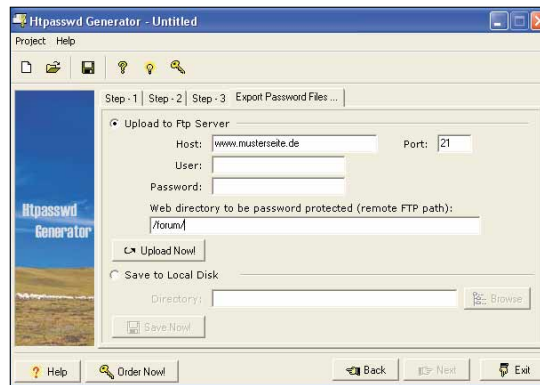 Htpasswd Generator - Untitled
Project Help
Step - 1 Step - 2 Step - 3 Export Password Files ...
Upload to Ftp Server
Host: www.musterseite.de Port: 21
User:
Password:
Web directory to be password protected (remote FTP path):
/forum/
Upload Now!
Save to Local Disk
Directory: Browse
Save Now!
Htpasswd
Generator
? Help Order Now! Back Next Exit